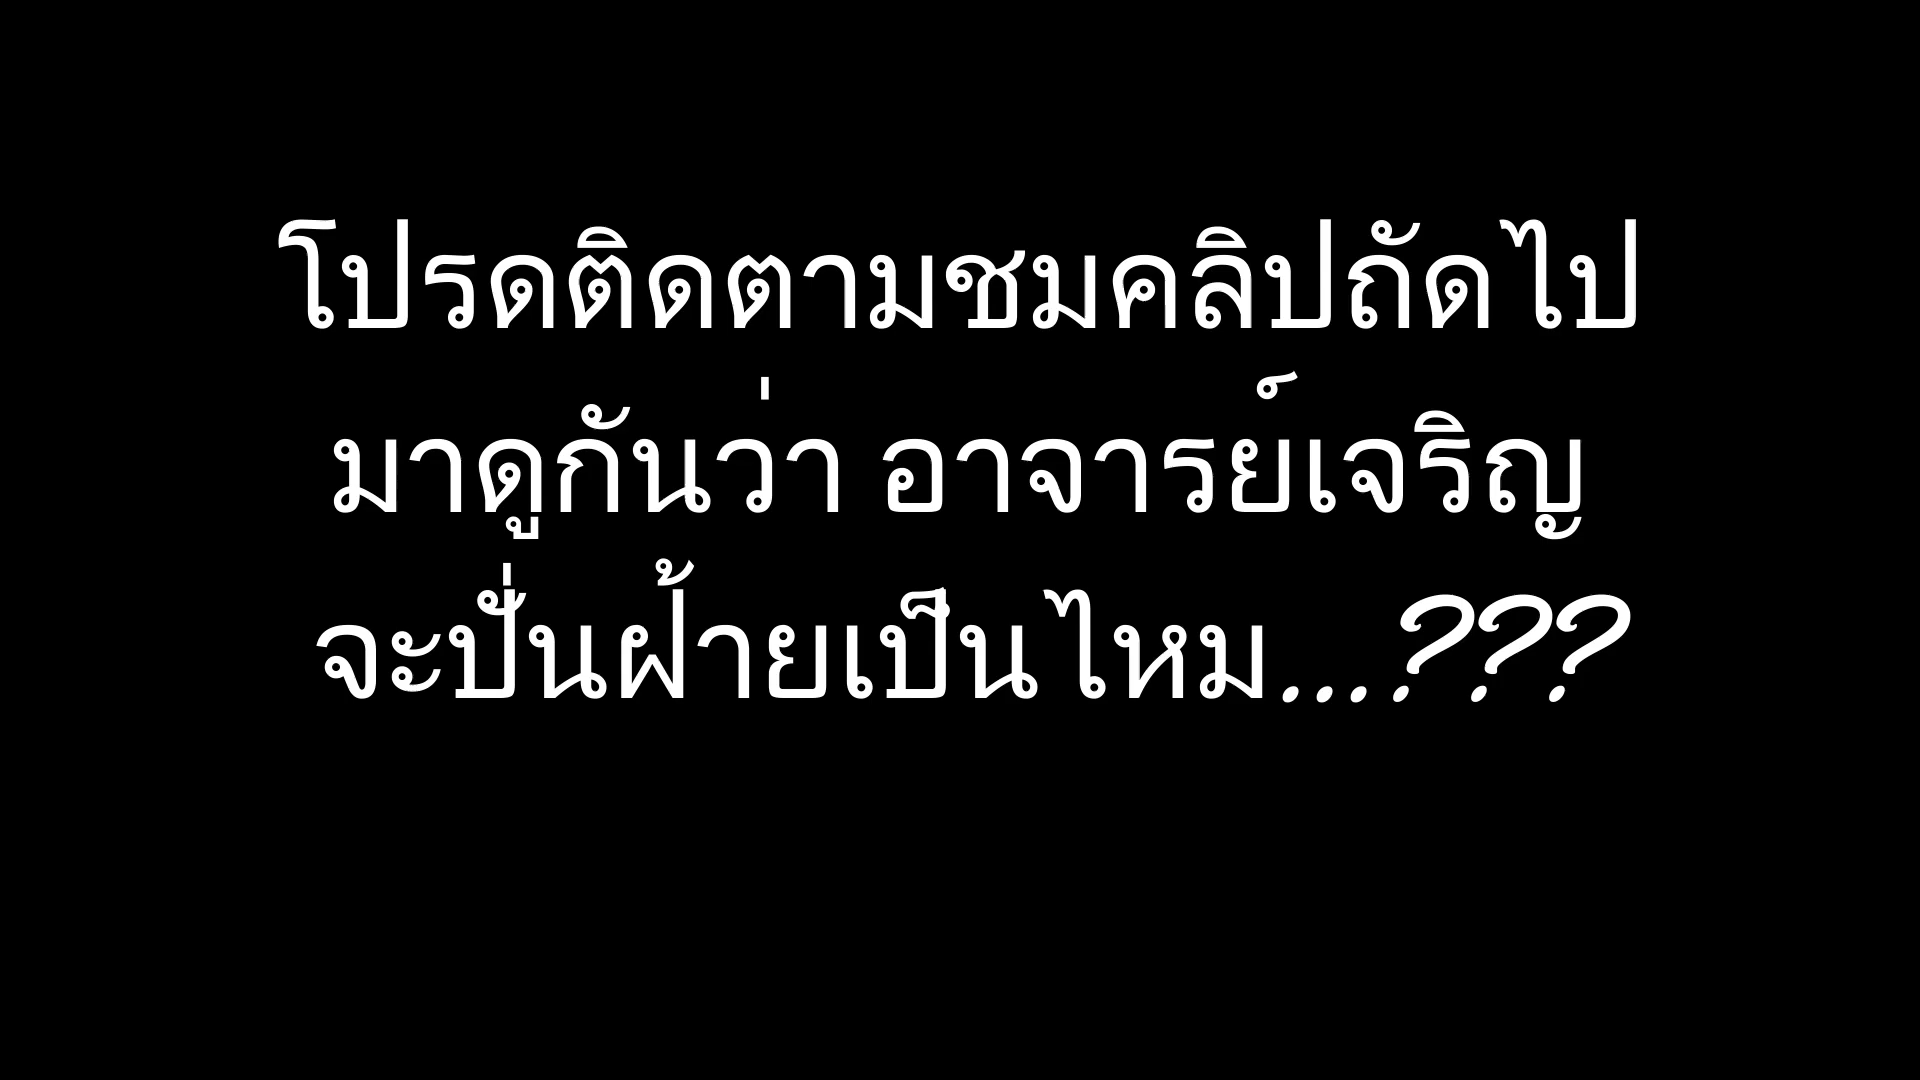 โปรดติดตามชมคลิปถัดไป
มาดูกันว่า อาจารย์เจริญ
จะปั่นฝ้ายเป็นไหม...???